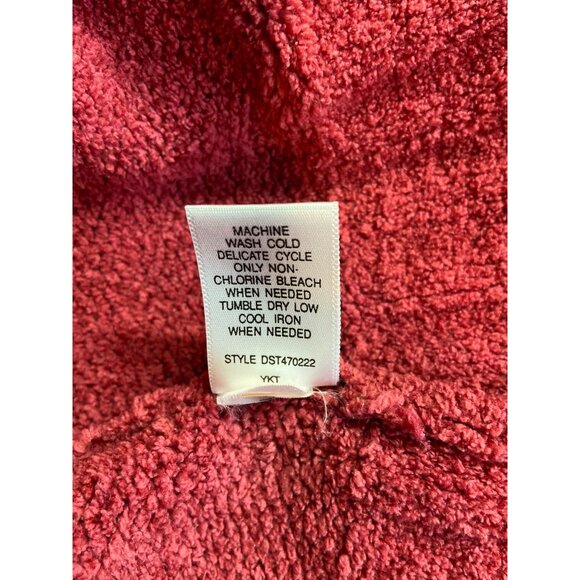 MACHINE
WASH COLD
DELICATE CYCLE
ONLY NON-
CHLORINE BLEACH
WHEN NEEDED
TUMBLE DRY LOW
COOL IRON
WHEN NEEDED
STYLE DST470222
YKT